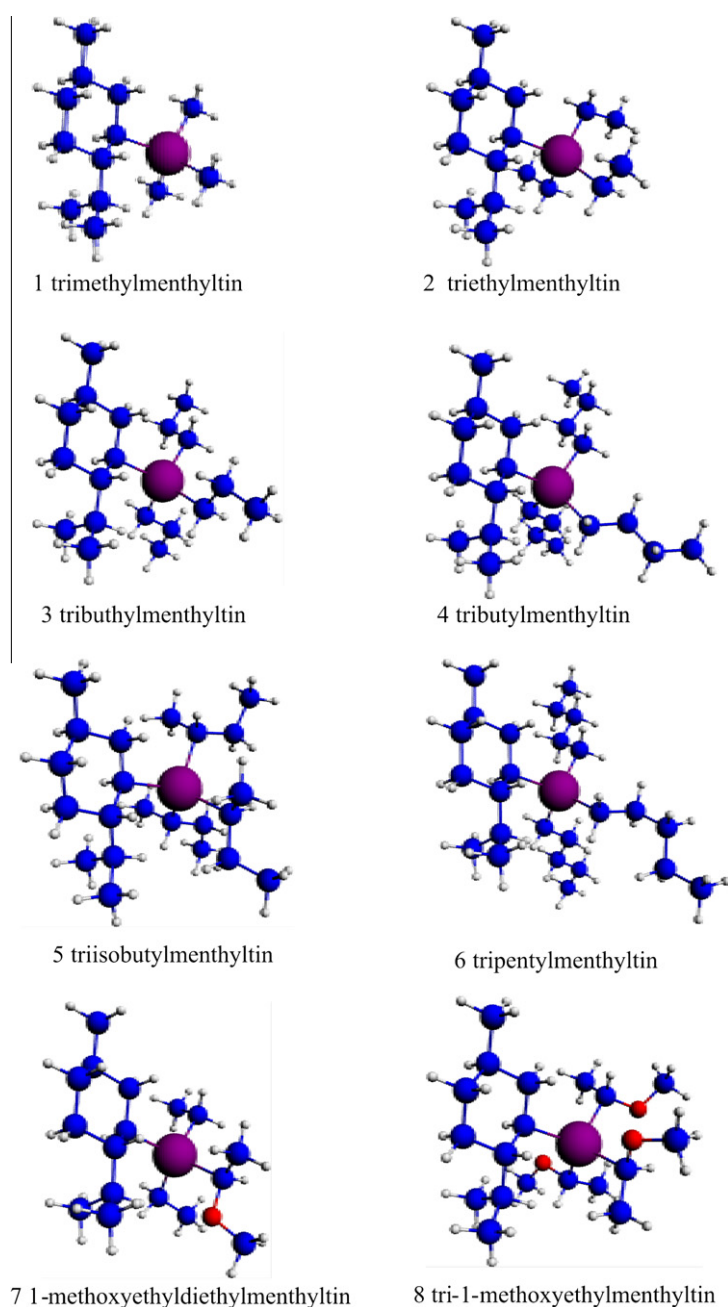 1 trimethylmenthyltin
2 triethylmenthyltin
3 tributhylmenthyltin
4 tributylmenthyltin
5 triisobutylmenthyltin
6 tripentylmenthyltin
7 1-methoxyethyldiethylmenthyltin
8 tri-1-methoxyethylmenthyltin